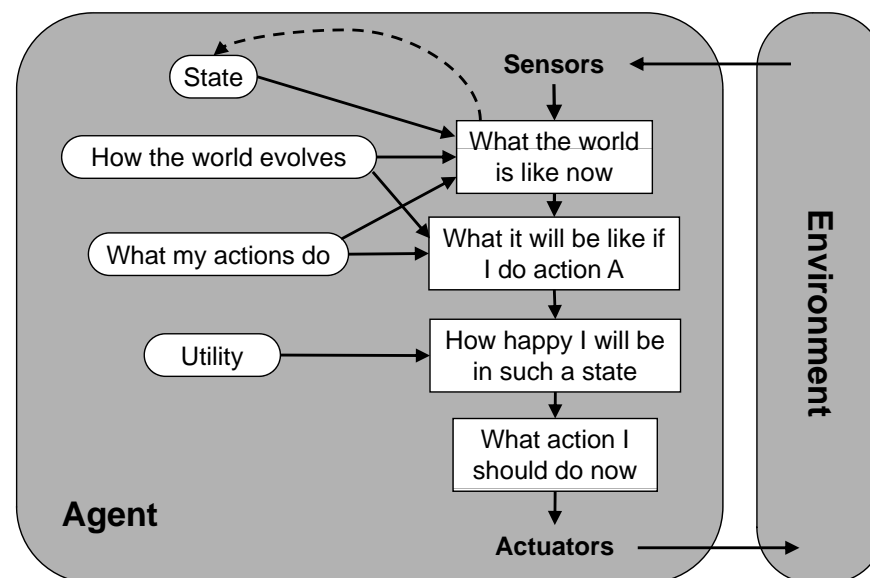 Sensors
State
What the world
is like now
How the world evolves
What my actions do
What it will be like if
I do action A
Utility
How happy I will be
in such a state
What action I
should do now
Agent
Actuators
Environment